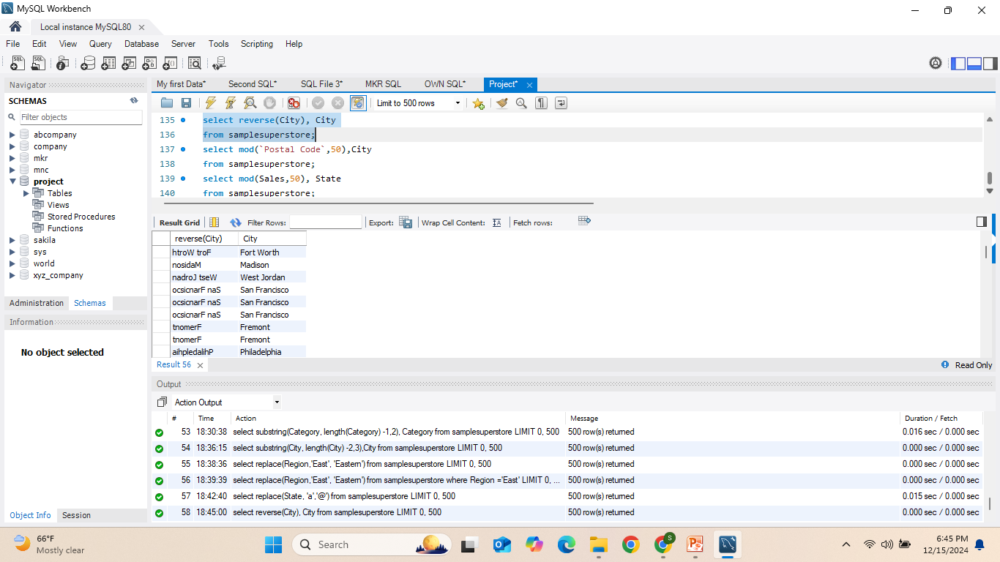 MySQL Workbench
Local instance MySQL80
File Edit View Query Database Server Tools Scripting Help
Navigator
SCHEMAS
Filter objects
abcompany
company
mkr
mnc
project
Tables
Views
Stored Procedures
Functions
sakila
sys
world
xyz_company
Administration Schemas
Information
No object selected
Object Info Session
My first Data* Second SQL* SQL File 3* MKR SQL OWN SQL* Project*
Limit to 500 rows
135 select reverse(City), City
136 from samplesuperstore;
137 select mod(`Postal Code`,50),City
138 from samplesuperstore;
139 select mod(Sales,50), State
140 from samplesuperstore;
Result Grid Filter Rows: Export: Wrap Cell Content: Fetch rows:
reverse(City) City
htroW troF Fort Worth
nosidaM Madison
nadroJ tseW West Jordan
ocsicnarF naS San Francisco
ocsicnarF naS San Francisco
ocsicnarF naS San Francisco
tnomerF Fremont
tnomerF Fremont
aihpledalihP Philadelphia
Result 56 Read Only
Output
Action Output
# Time Action Message Duration / Fetch
53 18:30:38 select substring(Category, length(Category) -1,2), Category from samplesuperstore LIMIT 0, 500 500 row(s) returned 0.016 sec / 0.000 sec
54 18:36:15 select substring(City, length(City) -2,3),City from samplesuperstore LIMIT 0, 500 500 row(s) returned 0.000 sec / 0.000 sec
55 18:38:36 select replace(Region,'East', 'Eastern') from samplesuperstore LIMIT 0, 500 500 row(s) returned 0.000 sec / 0.000 sec
56 18:39:39 select replace(Region,'East', 'Eastern') from samplesuperstore where Region ='East' LIMIT 0, ... 500 row(s) returned 0.000 sec / 0.000 sec
57 18:42:40 select replace(State, 'a','@') from samplesuperstore LIMIT 0, 500 500 row(s) returned 0.015 sec / 0.000 sec
58 18:45:00 select reverse(City), City from samplesuperstore LIMIT 0, 500 500 row(s) returned 0.000 sec / 0.000 sec
66°F
Mostly clear
Search
S
6:45 PM
12/15/2024